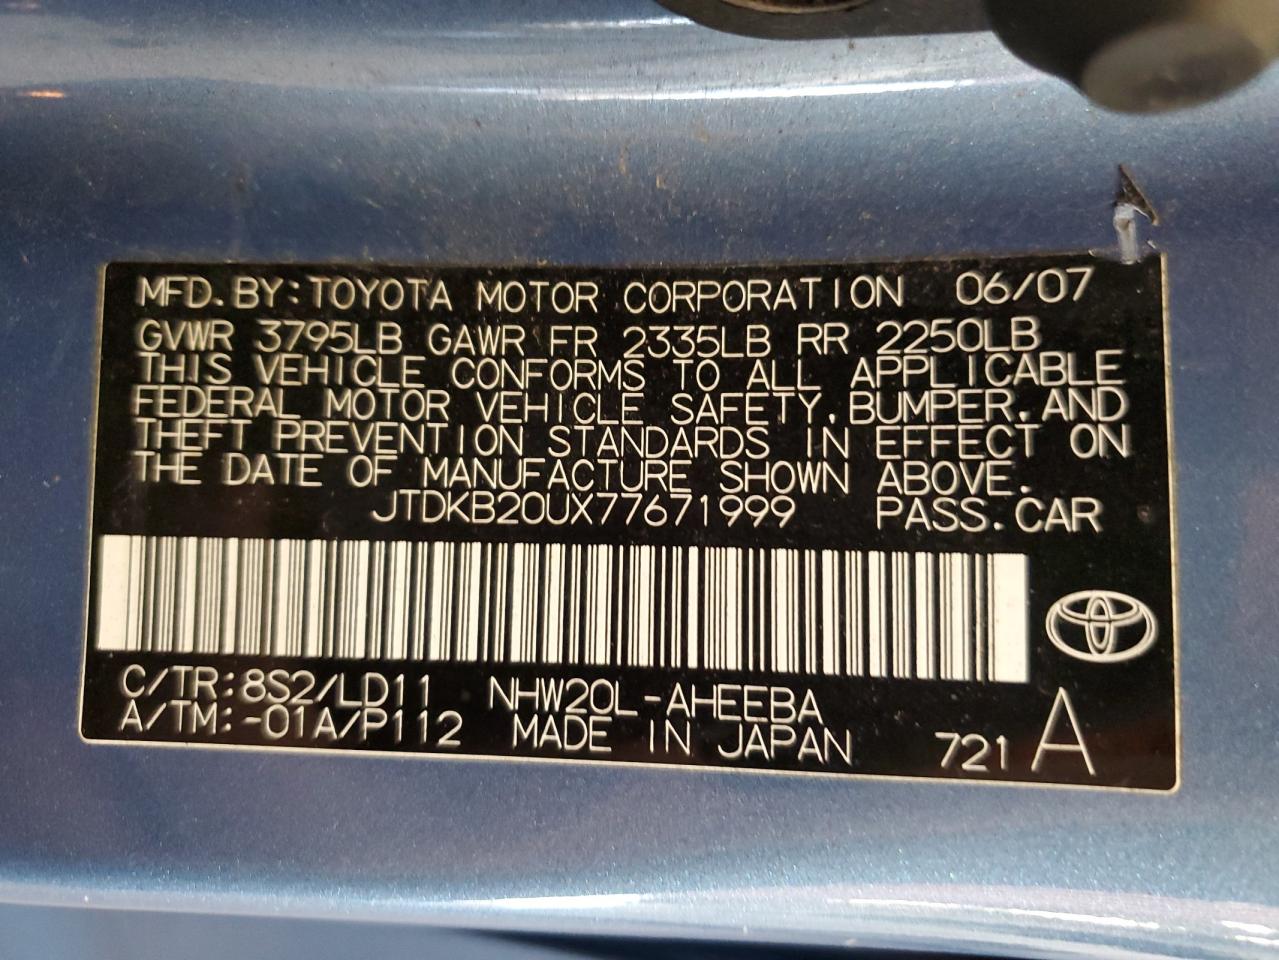 MFD.BY:TOYOTA MOTOR CORPORATION 06/07
GVWR 3795LB GAWR FR 2335LB RR 2250LB
THIS VEHICLE CONFORMS TO ALL APPLICABLE
FEDERAL MOTOR VEHICLE SAFETY,BUMPER,AND
THEFT PREVENTION STANDARDS IN EFFECT ON
THE DATE OF MANUFACTURE SHOWN ABOVE.
JTDKB20UX77671999 PASS.CAR
C/TR:8S2/LD11 NHW20L-AHEEBA
A/TM:-01A/P112 MADE IN JAPAN 721 A